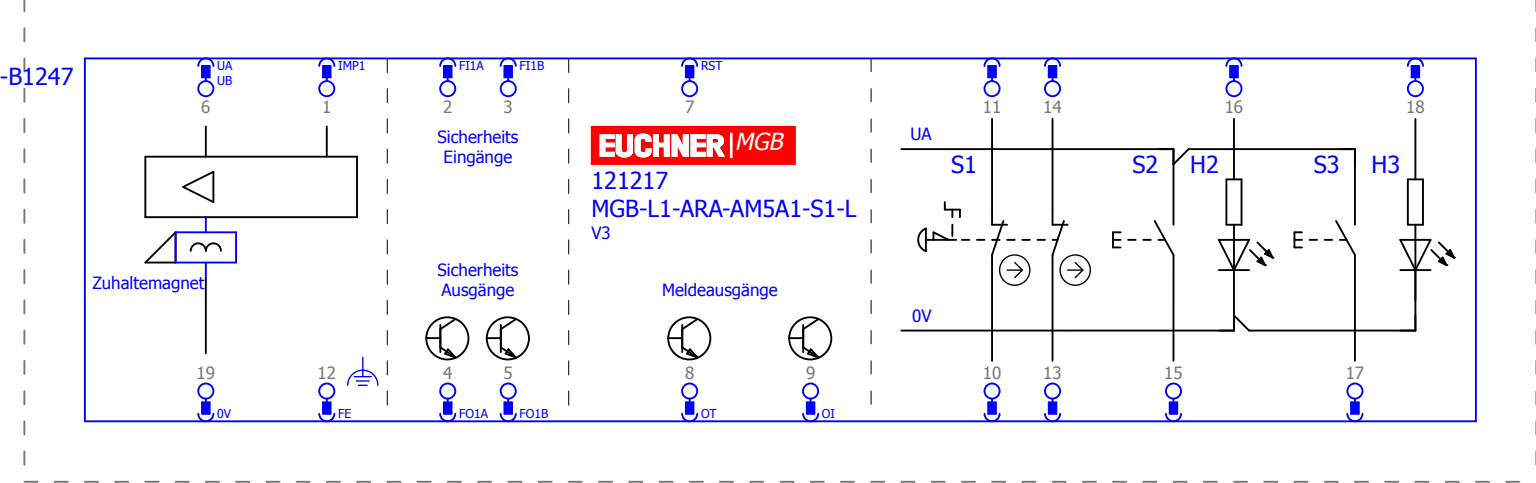 -B1247
UA
UB
6
IMP1
1
FI1A
2
FI1B
3
RST
7
11
14
16
18
Sicherheits
Eingänge
EUCHNER|MGB
121217
MGB-L1-ARA-AM5A1-S1-L
V3
UA
S1
S2
H2
S3
H3
Zuhaltemagnet
Sicherheits
Ausgänge
Meldeausgänge
0V
19
0V
12
FE
4
FO1A
5
FO1B
8
OT
9
OI
10
13
15
17